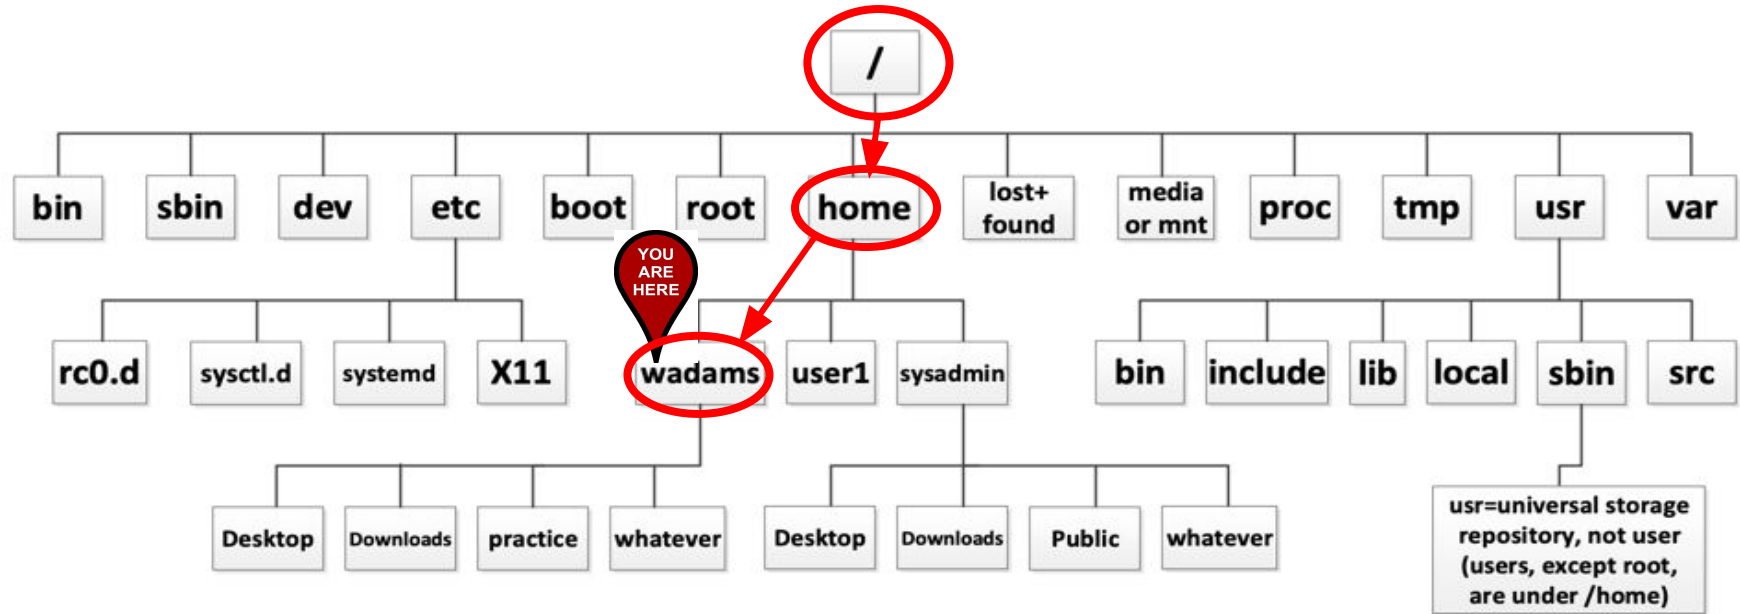 /
bin
sbin
dev
etc
boot
root
home
lost+
found
media
or mnt
proc
tmp
usr
var
YOU
ARE
HERE
rc0.d
sysctl.d
systemd
X11
wadams
user1
sysadmin
bin
include
lib
local
sbin
src
Desktop
Downloads
practice
whatever
Desktop
Downloads
Public
whatever
usr=universal storage
repository, not user
(users, except root,
are under /home)